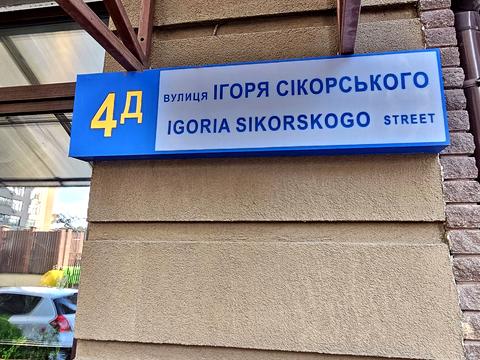 4Д
ВУЛИЦЯ ІГОРЯ СІКОРСЬКОГО
IGORIA SIKORSKOGO STREET